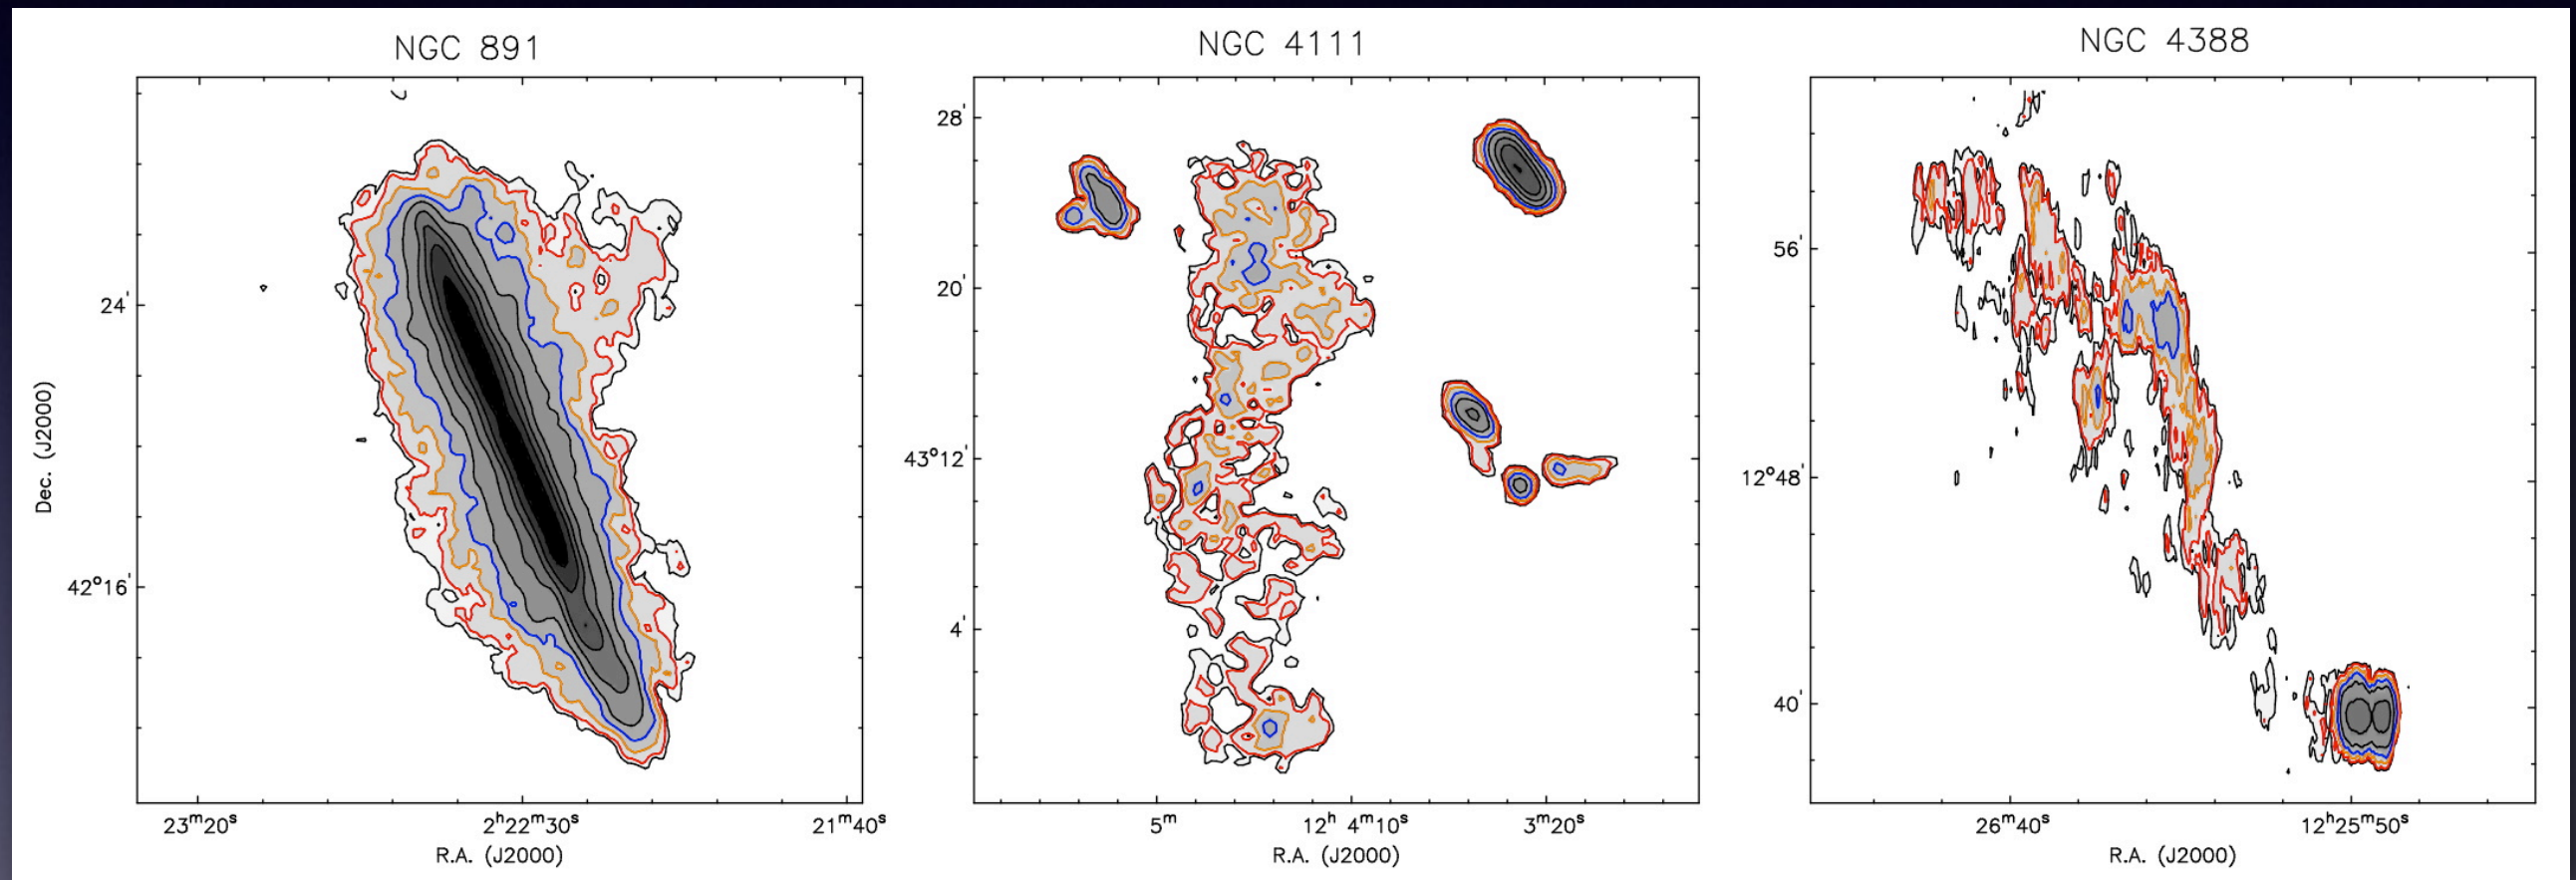 NGC 891
NGC 4111
NGC 4388
Dec. (J2000)
24'
42°16'
23ᵐ20ˢ
2ʰ22ᵐ30ˢ
21ᵐ40ˢ
R.A. (J2000)
28'
20'
43°12'
4'
5ᵐ
12ʰ 4ᵐ10ˢ
3ᵐ20ˢ
R.A. (J2000)
56'
12°48'
40'
26ᵐ40ˢ
12ʰ25ᵐ50ˢ
R.A. (J2000)